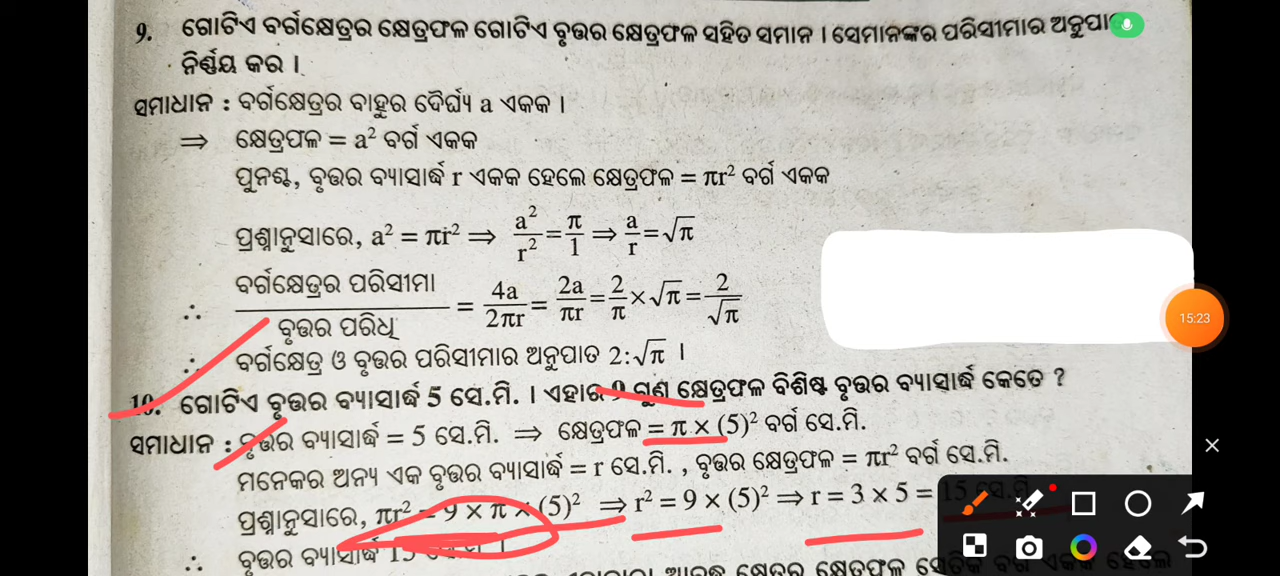 9. ଗୋଟିଏ ବର୍ଗକ୍ଷେତ୍ରର କ୍ଷେତ୍ରଫଳ ଗୋଟିଏ ବୃତ୍ତର କ୍ଷେତ୍ରଫଳ ସହିତ ସମାନ । ସେମାନଙ୍କର ପରିସୀମାର
ନିର୍ଣ୍ଣୟ କର ।
ସମାଧାନ : ବର୍ଗକ୍ଷେତ୍ରର ବାହୁର ଦୈର୍ଘ୍ୟ a ଏକକ ।
⇒ କ୍ଷେତ୍ରଫଳ = a² ବର୍ଗ ଏକକ
ପୁନଶ୍ଚ, ବୃତ୍ତର ବ୍ୟାସାର୍ଦ୍ଧ r ଏକକ ହେଲେ କ୍ଷେତ୍ରଫଳ = πr² ବର୍ଗ ଏକକ
ପ୍ରଶ୍ନାନୁସାରେ, a² = πr² ⇒ a²/r² = π/1 ⇒ a/r = √π
∴ ବର୍ଗକ୍ଷେତ୍ରର ପରିସୀମା/ବୃତ୍ତର ପରିଧି = 4a/2πr = 2a/πr = 2/π × √π = 2/√π
15:23
∴ ବର୍ଗକ୍ଷେତ୍ର ଓ ବୃତ୍ତର ପରିସୀମାର ଅନୁପାତ 2:√π ।
10. ଗୋଟିଏ ବୃତ୍ତର ବ୍ୟାସାର୍ଦ୍ଧ 5 ସେ.ମି. । ଏହାର 9 ଗୁଣ କ୍ଷେତ୍ରଫଳ ବିଶିଷ୍ଟ ବୃତ୍ତର ବ୍ୟାସାର୍ଦ୍ଧ କେତେ ?
ସମାଧାନ : ବୃତ୍ତର ବ୍ୟାସାର୍ଦ୍ଧ = 5 ସେ.ମି. ⇒ କ୍ଷେତ୍ରଫଳ = π × (5)² ବର୍ଗ ସେ.ମି.
ମନେକର ଅନ୍ୟ ଏକ ବୃତ୍ତର ବ୍ୟାସାର୍ଦ୍ଧ = r ସେ.ମି. , ବୃତ୍ତର କ୍ଷେତ୍ରଫଳ = πr² ବର୍ଗ ସେ.ମି.
ପ୍ରଶ୍ନାନୁସାରେ, πr² = 9 × π × (5)² ⇒ r² = 9 × (5)² ⇒ r = 3 × 5 = 15 ସେ.ମି.
∴ ବୃତ୍ତର ବ୍ୟାସାର୍ଦ୍ଧ 15 ସେ.ମି. ।
କ୍ଷେତ୍ରର କ୍ଷେତ୍ରଫଳ